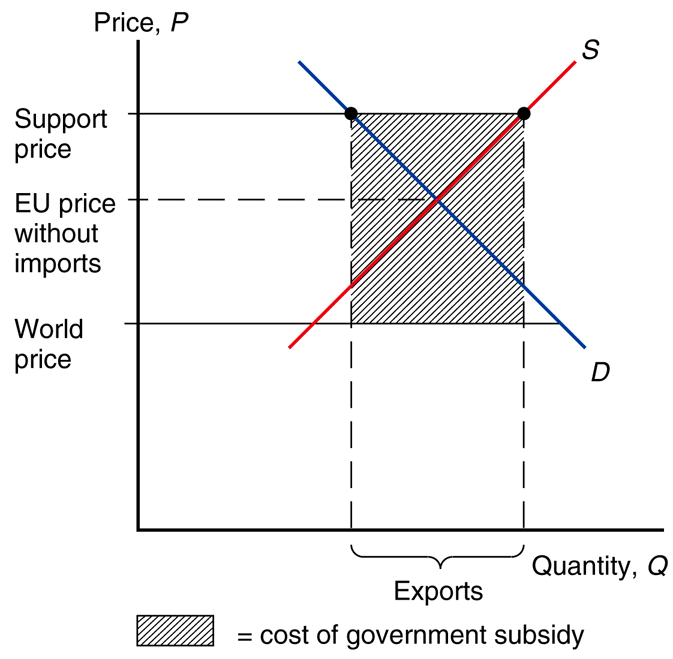 Price, P
S
Support
price
EU price
without
imports
World
price
D
Quantity, Q
Exports
= cost of government subsidy